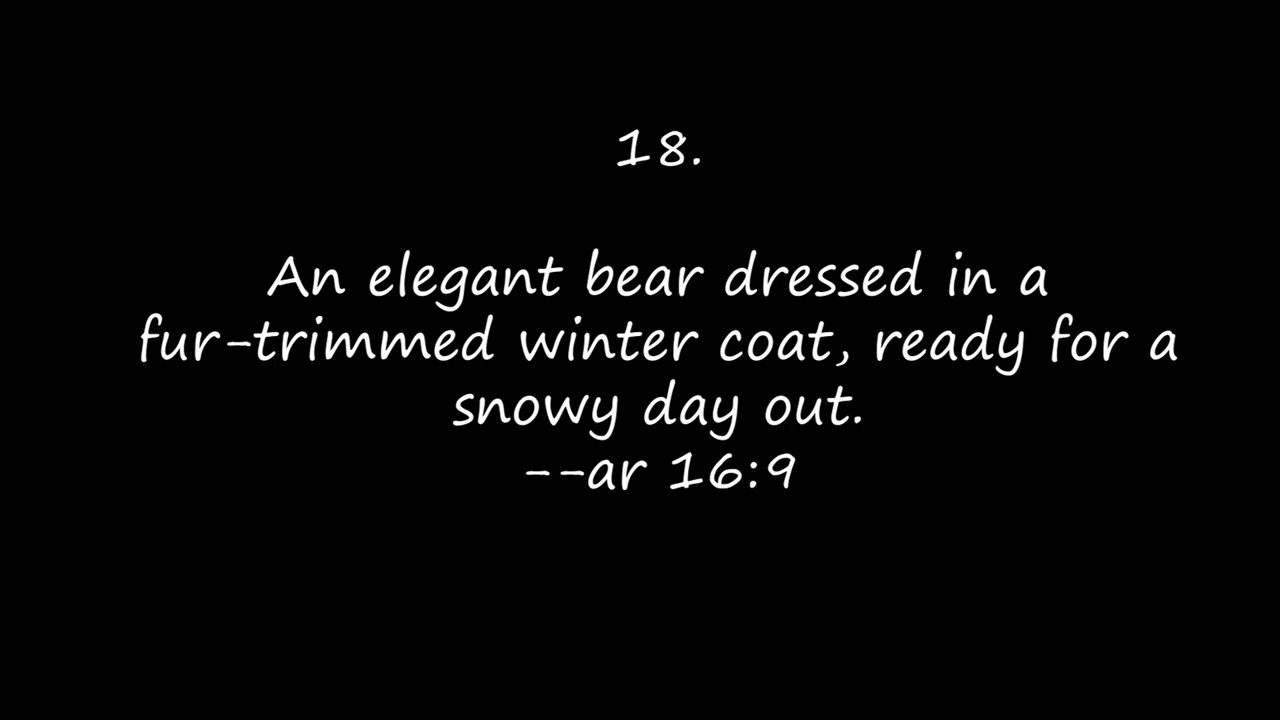 18.
An elegant bear dressed in a
fur-trimmed winter coat, ready for a
snowy day out.
--ar 16:9